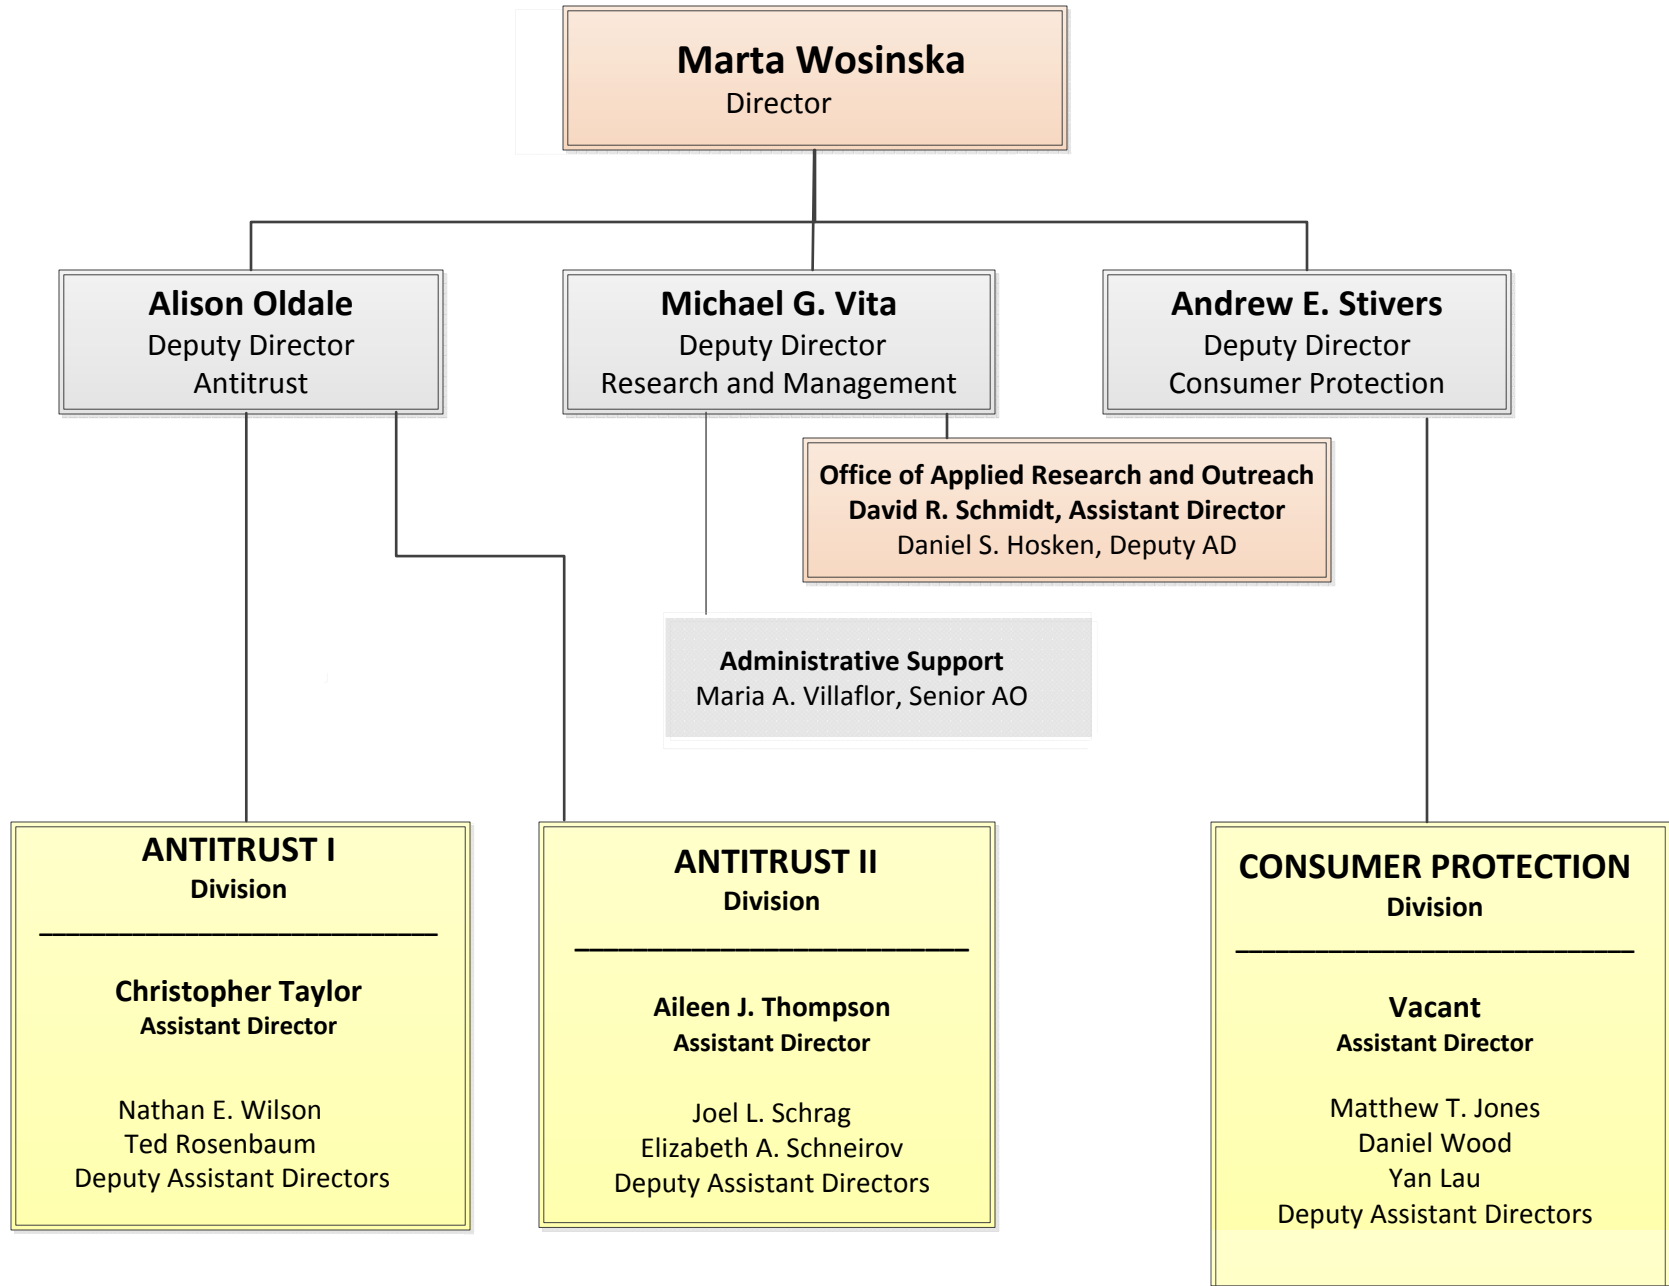 Marta Wosinska
Director
Alison Oldale
Deputy Director
Antitrust
Michael G. Vita
Deputy Director
Research and Management
Andrew E. Stivers
Deputy Director
Consumer Protection
Office of Applied Research and Outreach
David R. Schmidt, Assistant Director
Daniel S. Hosken, Deputy AD
Administrative Support
Maria A. Villaflor, Senior AO
ANTITRUST I
Division
Christopher Taylor
Assistant Director
Nathan E. Wilson
Ted Rosenbaum
Deputy Assistant Directors
ANTITRUST II
Division
Aileen J. Thompson
Assistant Director
Joel L. Schrag
Elizabeth A. Schneirov
Deputy Assistant Directors
CONSUMER PROTECTION
Division
Vacant
Assistant Director
Matthew T. Jones
Daniel Wood
Yan Lau
Deputy Assistant Directors